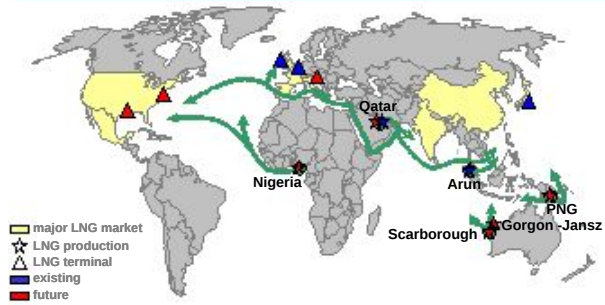 Qatar
Nigeria
Arun
PNG
Gorgon -Jansz
Scarborough
major LNG market
LNG production
LNG terminal
existing
future